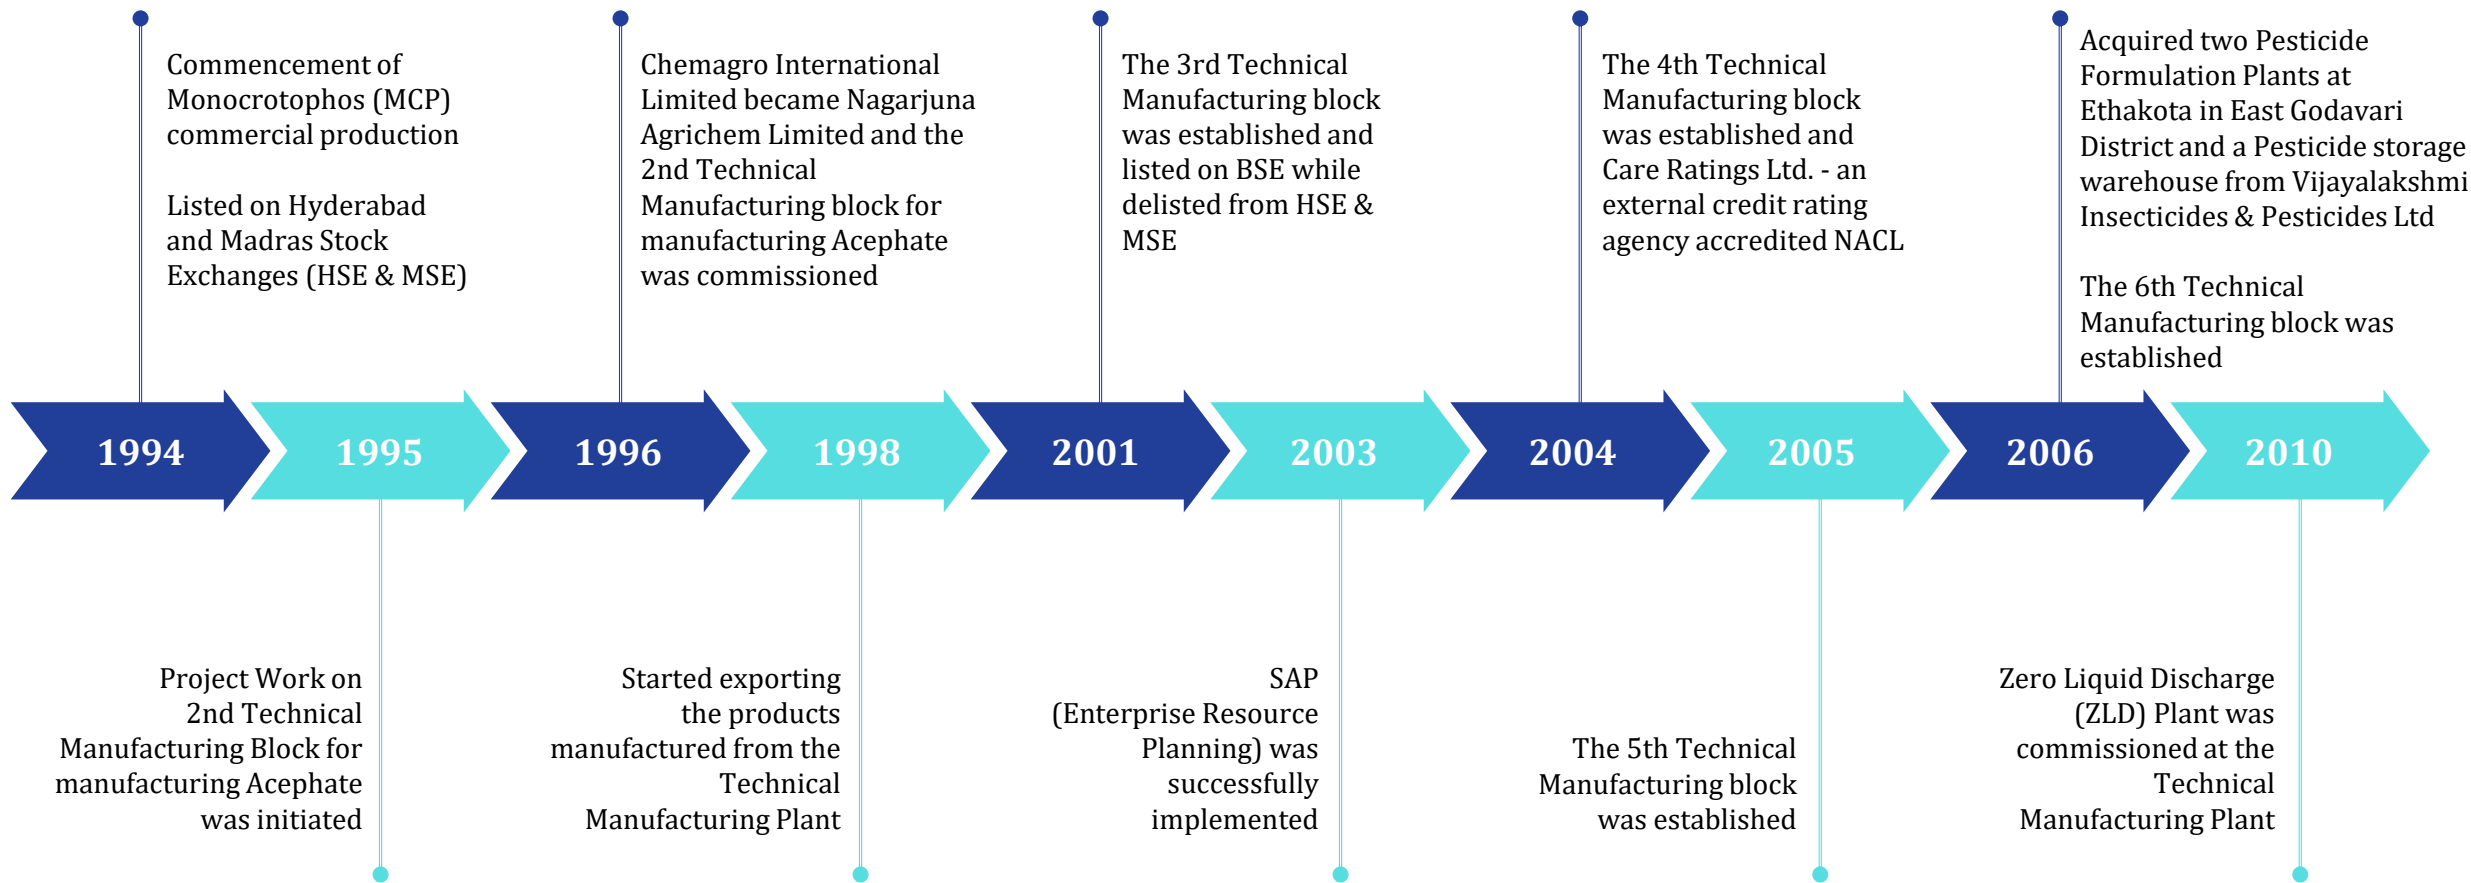 Commencement of
Monocrotophos (MCP)
commercial production
Listed on Hyderabad
and Madras Stock
Exchanges (HSE & MSE)
Chemagro International
Limited became Nagarjuna
Agrichem Limited and the
2nd Technical
Manufacturing block for
manufacturing Acephate
was commissioned
The 3rd Technical
Manufacturing block
was established and
listed on BSE while
delisted from HSE &
MSE
The 4th Technical
Manufacturing block
was established and
Care Ratings Ltd. - an
external credit rating
agency accredited NACL
Acquired two Pesticide
Formulation Plants at
Ethakota in East Godavari
District and a Pesticide storage
warehouse from Vijayalakshmi
Insecticides & Pesticides Ltd
The 6th Technical
Manufacturing block was
established
1994
1995
1996
1998
2001
2003
2004
2005
2006
2010
Project Work on
2nd Technical
Manufacturing Block for
manufacturing Acephate
was initiated
Started exporting
the products
manufactured from the
Technical
Manufacturing Plant
SAP
(Enterprise Resource
Planning) was
successfully
implemented
The 5th Technical
Manufacturing block
was established
Zero Liquid Discharge
(ZLD) Plant was
commissioned at the
Technical
Manufacturing Plant